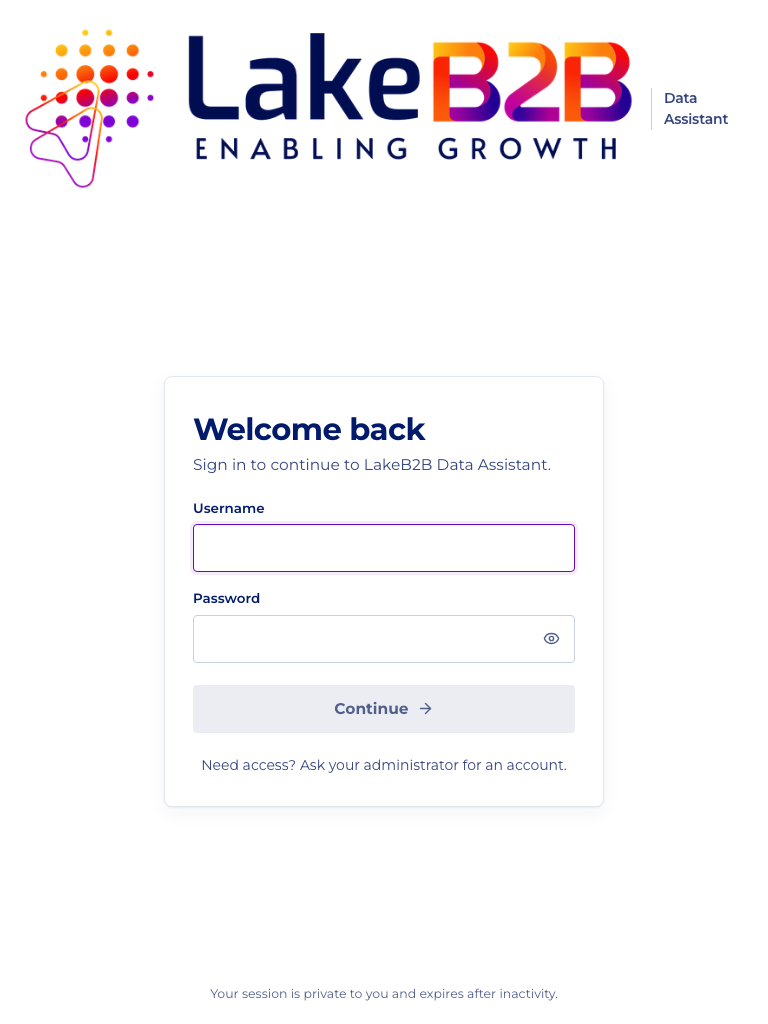 LakeB2B
ENABLING GROWTH
Data
Assistant
Welcome back
Sign in to continue to LakeB2B Data Assistant.
Username
Password
Continue →
Need access? Ask your administrator for an account.
Your session is private to you and expires after inactivity.